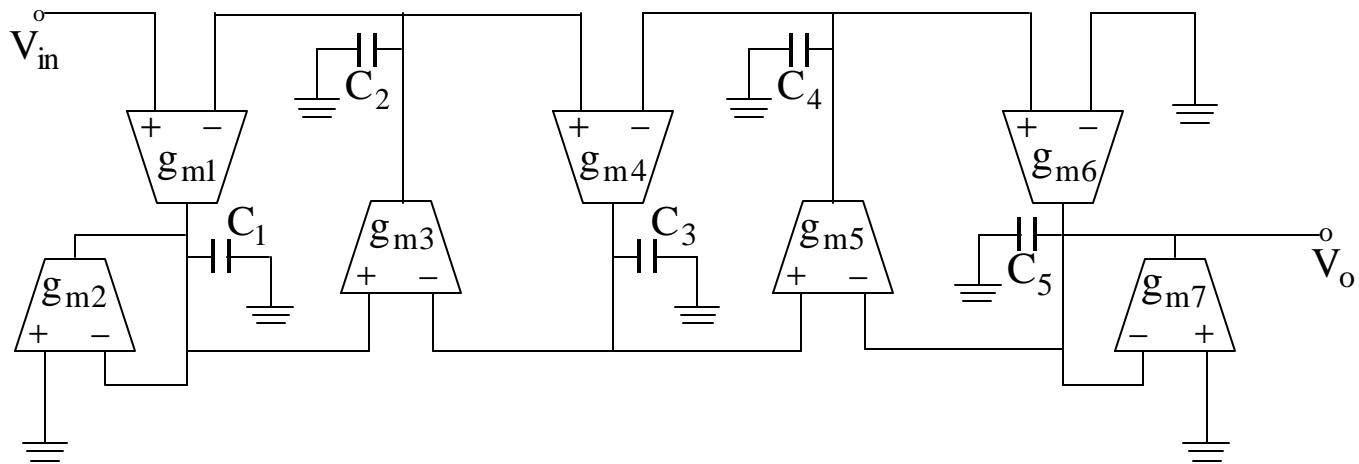 V_in
C_2
C_4
+ −
g_m1
+ −
g_m4
+ −
g_m6
C_1
g_m3
+ −
C_3
g_m5
+ −
C_5
V_o
g_m2
+ −
g_m7
− +